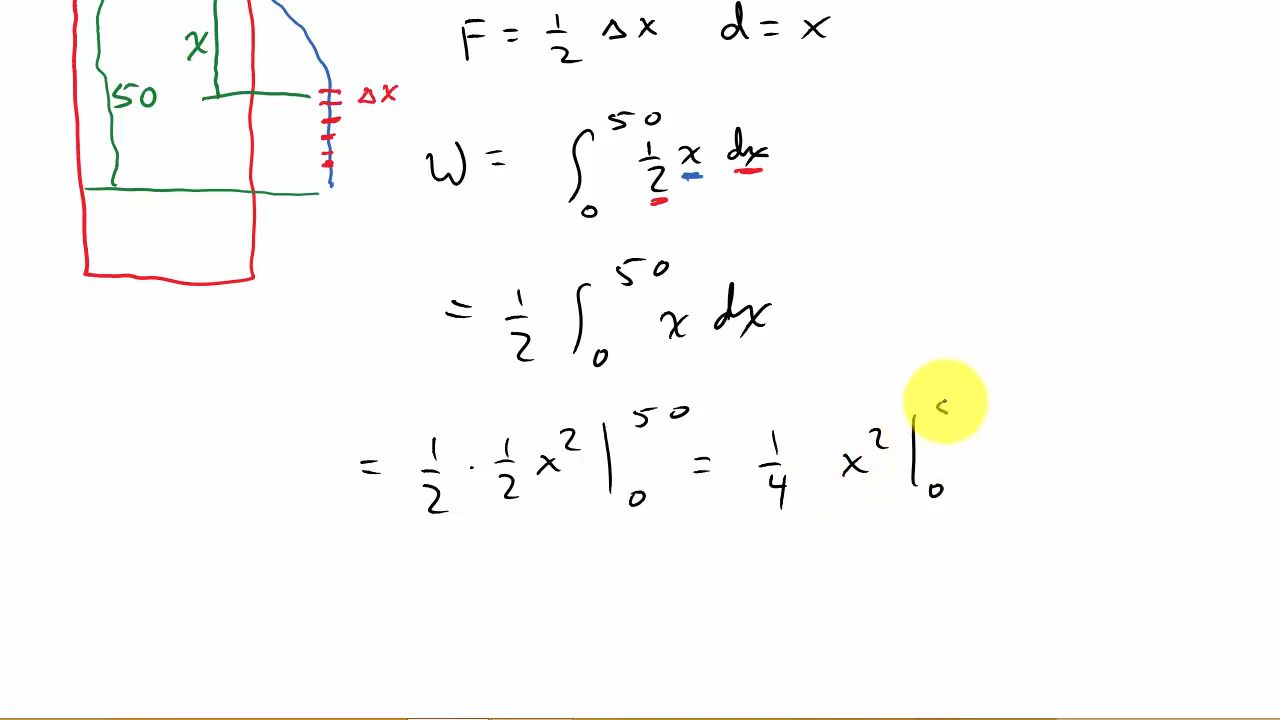 F = 1/2 Δx d = x
x
50
Δx
W = ∫₀⁵⁰ 1/2 x dx
= 1/2 ∫₀⁵⁰ x dx
= 1/2 · 1/2 x² |₀⁵⁰ = 1/4 x² |₀